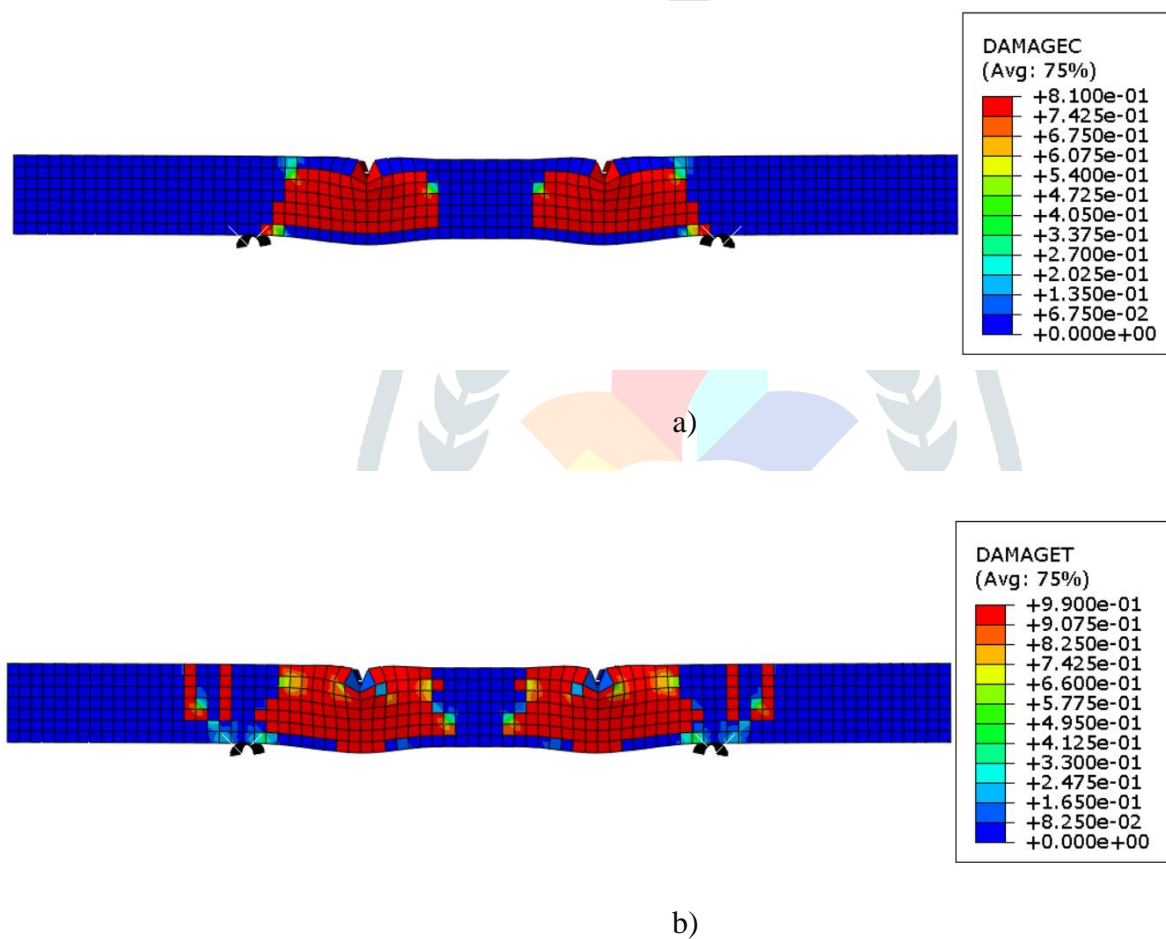 DAMAGEC
(Avg: 75%)
+8.100e-01
+7.425e-01
+6.750e-01
+6.075e-01
+5.400e-01
+4.725e-01
+4.050e-01
+3.375e-01
+2.700e-01
+2.025e-01
+1.350e-01
+6.750e-02
+0.000e+00
a)
DAMAGET
(Avg: 75%)
+9.900e-01
+9.075e-01
+8.250e-01
+7.425e-01
+6.600e-01
+5.775e-01
+4.950e-01
+4.125e-01
+3.300e-01
+2.475e-01
+1.650e-01
+8.250e-02
+0.000e+00
b)